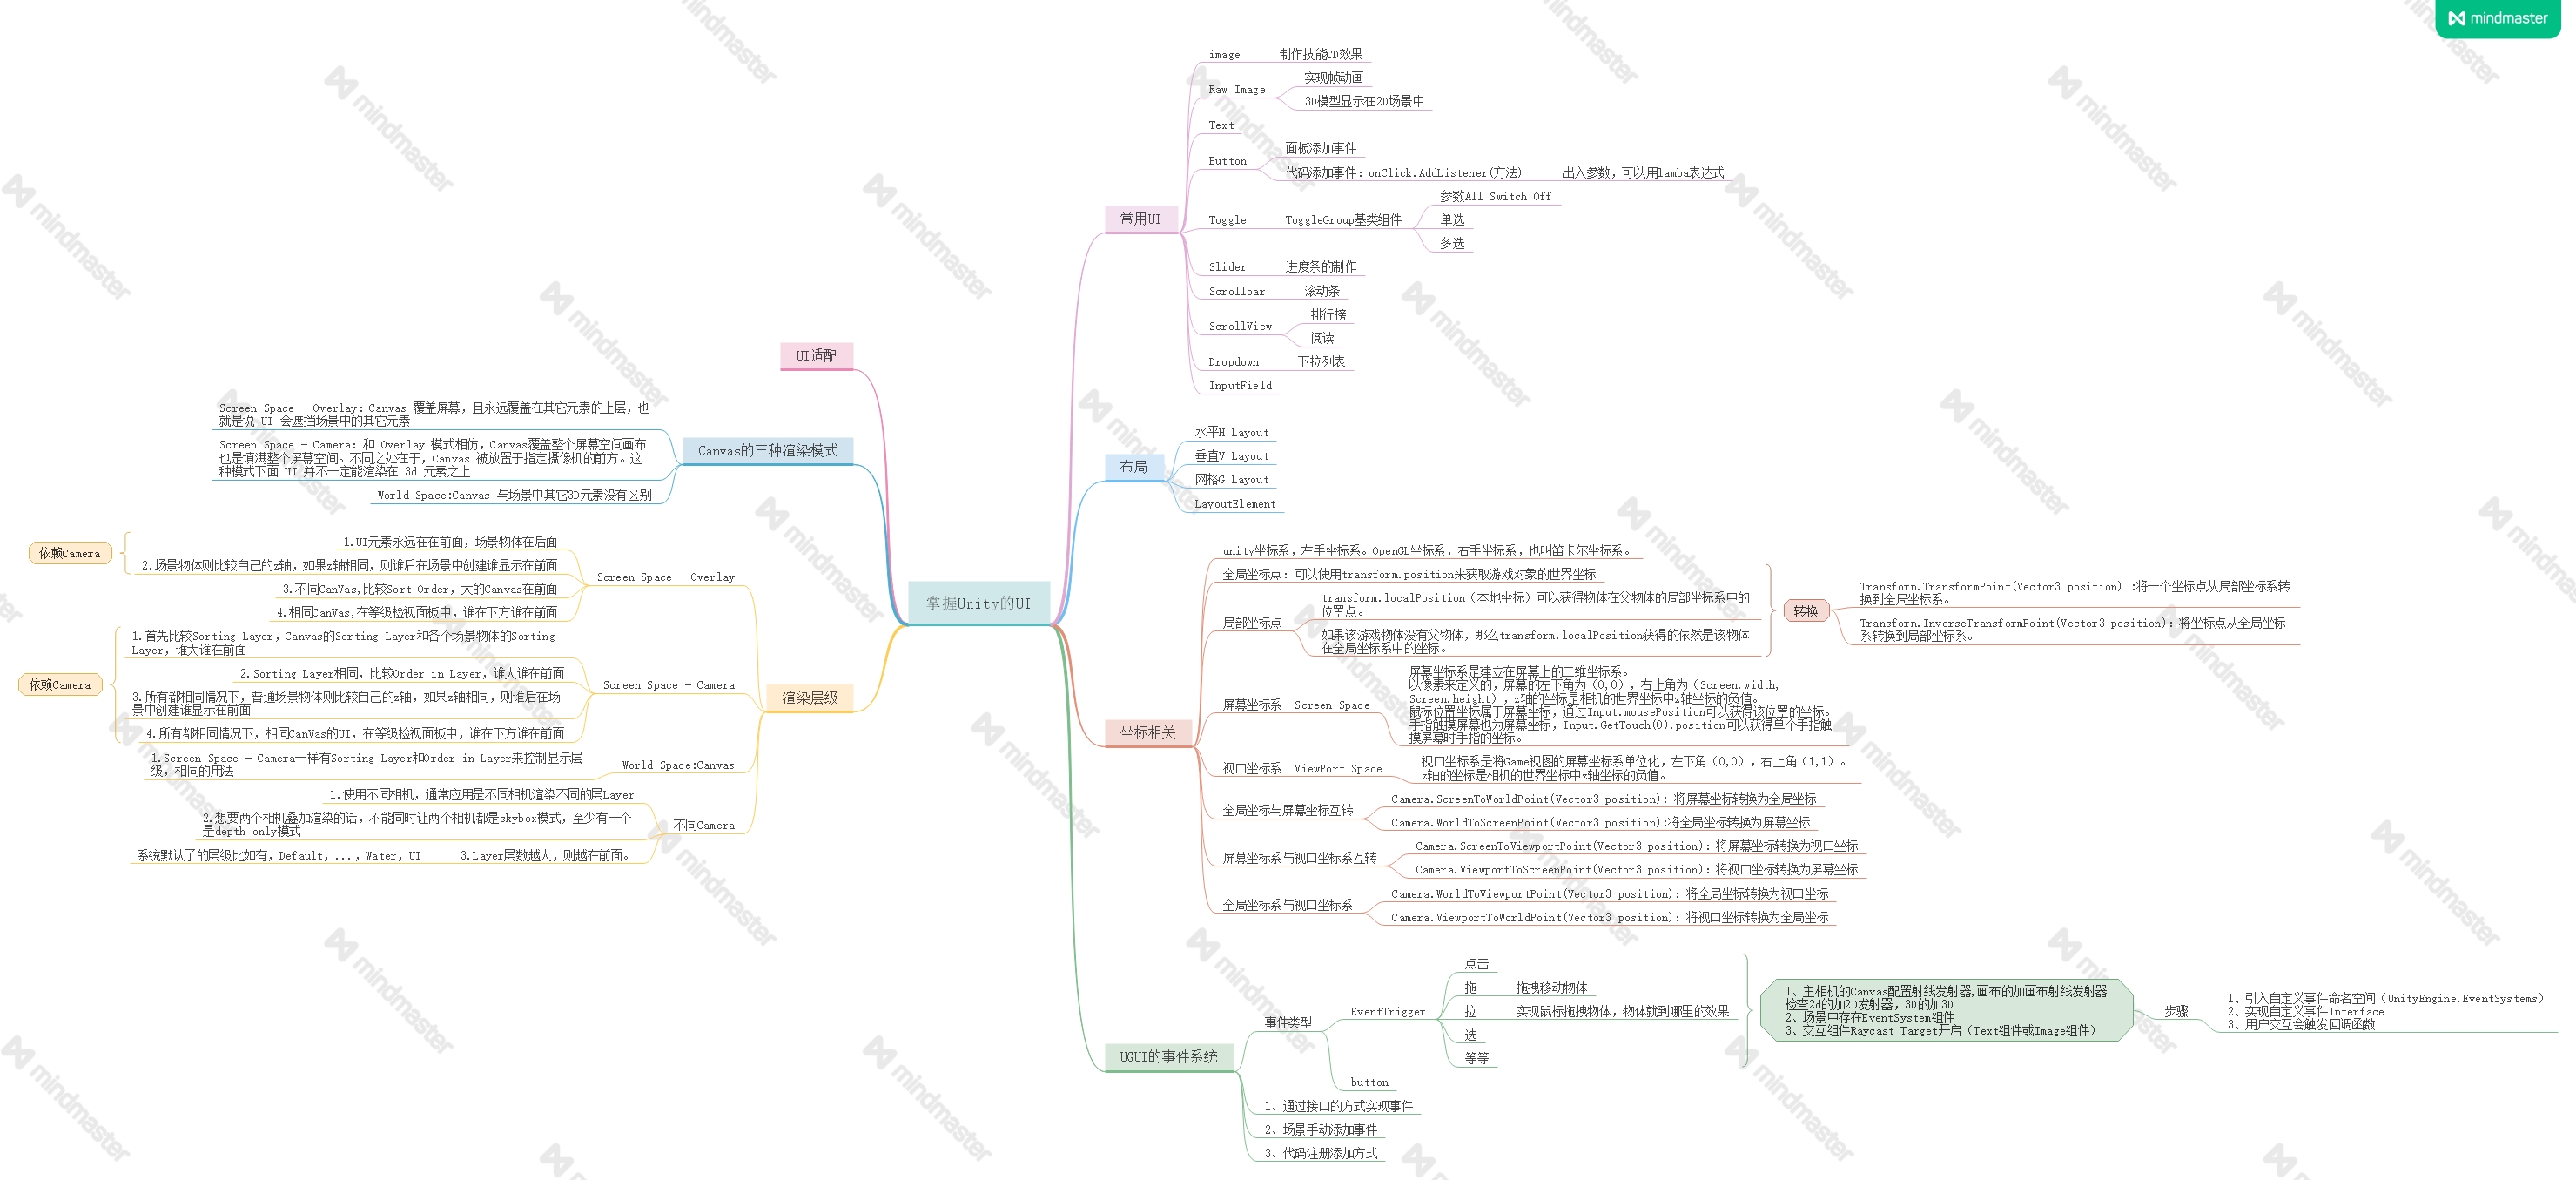 mindmaster
掌握Unity的UI
常用UI
image
制作技能CD效果
Raw Image
实现帧动画
3D模型显示在2D场景中
Text
Button
面板添加事件
代码添加事件：onClick.AddListener(方法)
出入参数，可以用lamba表达式
Toggle
ToggleGroup基类组件
参数All Switch Off
单选
多选
Slider
进度条的制作
Scrollbar
滚动条
ScrollView
排行榜
阅读
Dropdown
下拉列表
InputField
布局
水平H Layout
垂直V Layout
网格G Layout
LayoutElement
坐标相关
unity坐标系，左手坐标系。OpenGL坐标系，右手坐标系，也叫笛卡尔坐标系。
全局坐标点：可以使用transform.position来获取游戏对象的世界坐标
局部坐标点
transform.localPosition（本地坐标）可以获得物体在父物体的局部坐标系中的
位置点。
如果该游戏物体没有父物体，那么transform.localPosition获得的依然是该物体
在全局坐标系中的坐标。
转换
Transform.TransformPoint(Vector3 position) :将一个坐标点从局部坐标系转
换到全局坐标系。
Transform.InverseTransformPoint(Vector3 position)：将坐标点从全局坐标
系转换到局部坐标系。
屏幕坐标系
Screen Space
屏幕坐标系是建立在屏幕上的二维坐标系。
以像素来定义的，屏幕的左下角为（0,0），右上角为（Screen.width,
Screen.height），z轴的坐标是相机的世界坐标中z轴坐标的负值。
鼠标位置坐标属于屏幕坐标，通过Input.mousePosition可以获得该位置的坐标。
手指触摸屏幕也为屏幕坐标，Input.GetTouch(0).position可以获得单个手指触
摸屏幕时手指的坐标。
视口坐标系
ViewPort Space
视口坐标系是将Game视图的屏幕坐标系单位化，左下角（0,0），右上角（1,1）。
z轴的坐标是相机的世界坐标中z轴坐标的负值。
全局坐标与屏幕坐标互转
Camera.ScreenToWorldPoint(Vector3 position)：将屏幕坐标转换为全局坐标
Camera.WorldToScreenPoint(Vector3 position):将全局坐标转换为屏幕坐标
屏幕坐标系与视口坐标系互转
Camera.ScreenToViewportPoint(Vector3 position)：将屏幕坐标转换为视口坐标
Camera.ViewportToScreenPoint(Vector3 position)：将视口坐标转换为屏幕坐标
全局坐标系与视口坐标系
Camera.WorldToViewportPoint(Vector3 position)：将全局坐标转换为视口坐标
Camera.ViewportToWorldPoint(Vector3 position)：将视口坐标转换为全局坐标
UGUI的事件系统
事件类型
EventTrigger
点击
拖
拖拽移动物体
拉
实现鼠标拖拽物体，物体就到哪里的效果
选
等等
button
1、主相机的Canvas配置射线发射器,画布的加画布射线发射器
检查2d的加2D发射器，3D的加3D
2、场景中存在EventSystem组件
3、交互组件Raycast Target开启（Text组件或Image组件）
步骤
1、引入自定义事件命名空间（UnityEngine.EventSystems）
2、实现自定义事件Interface
3、用户交互会触发回调函数
1、通过接口的方式实现事件
2、场景手动添加事件
3、代码注册添加方式
UI适配
Canvas的三种渲染模式
Screen Space - Overlay：Canvas 覆盖屏幕，且永远覆盖在其它元素的上层，也
就是说 UI 会遮挡场景中的其它元素
Screen Space - Camera：和 Overlay 模式相仿，Canvas覆盖整个屏幕空间画布
也是填满整个屏幕空间。不同之处在于，Canvas 被放置于指定摄像机的前方。这
种模式下面 UI 并不一定能渲染在 3d 元素之上
World Space:Canvas 与场景中其它3D元素没有区别
渲染层级
Screen Space - Overlay
1.UI元素永远在在前面，场景物体在后面
2.场景物体则比较自己的z轴，如果z轴相同，则谁后在场景中创建谁显示在前面
3.不同CanVas,比较Sort Order，大的Canvas在前面
4.相同CanVas,在等级检视面板中，谁在下方谁在前面
依赖Camera
Screen Space - Camera
1.首先比较Sorting Layer，Canvas的Sorting Layer和各个场景物体的Sorting
Layer，谁大谁在前面
2.Sorting Layer相同，比较Order in Layer，谁大谁在前面
3.所有都相同情况下，普通场景物体则比较自己的z轴，如果z轴相同，则谁后在场
景中创建谁显示在前面
4.所有都相同情况下，相同CanVas的UI，在等级检视面板中，谁在下方谁在前面
依赖Camera
World Space:Canvas
1.Screen Space - Camera一样有Sorting Layer和Order in Layer来控制显示层
级，相同的用法
不同Camera
1.使用不同相机，通常应用是不同相机渲染不同的层Layer
2.想要两个相机叠加渲染的话，不能同时让两个相机都是skybox模式，至少有一个
是depth only模式
3.Layer层数越大，则越在前面。
系统默认了的层级比如有，Default，...，Water，UI